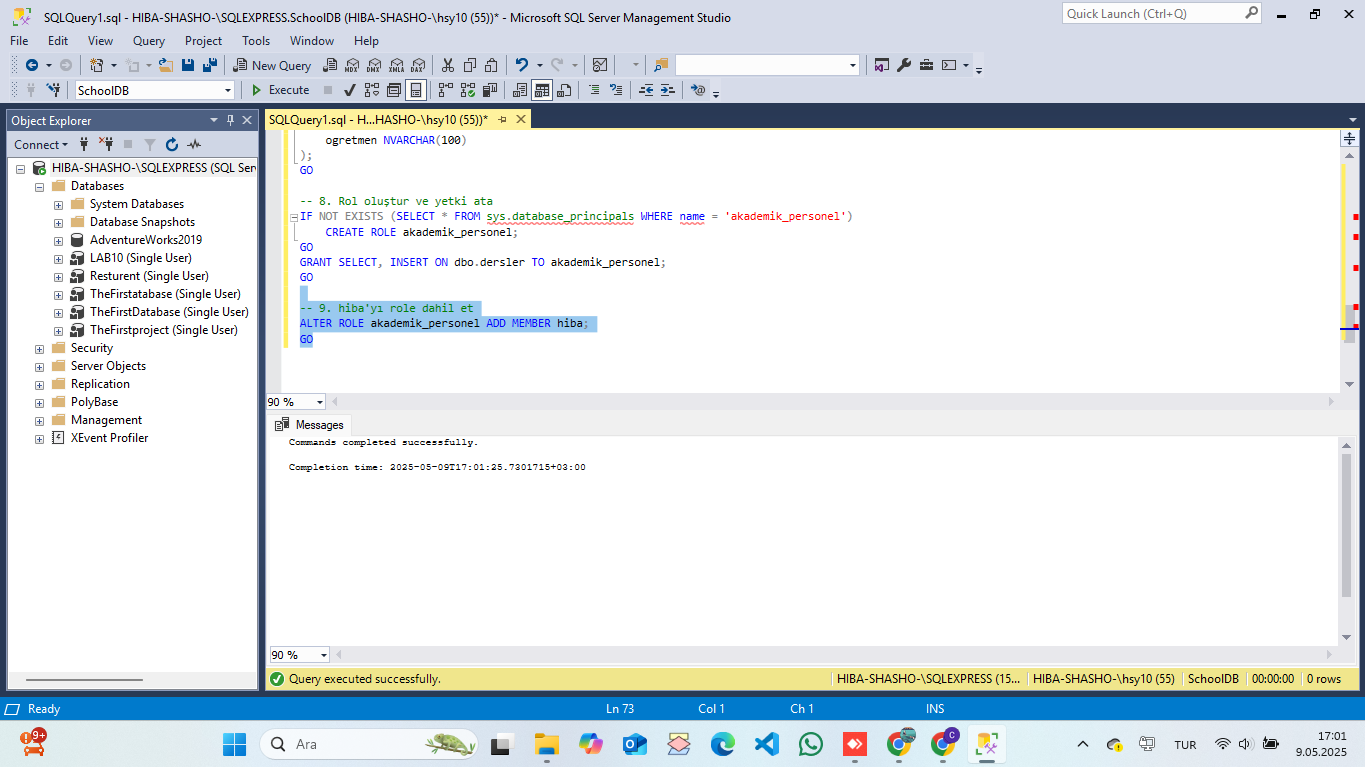 SQLQuery1.sql - HIBA-SHASHO-\SQLEXPRESS.SchoolDB (HIBA-SHASHO-\hsy10 (55))* - Microsoft SQL Server Management Studio
Quick Launch (Ctrl+Q)
File Edit View Query Project Tools Window Help
New Query MDX DMX XMLA DAX
SchoolDB Execute
Object Explorer
Connect
HIBA-SHASHO-\SQLEXPRESS (SQL Ser
Databases
System Databases
Database Snapshots
AdventureWorks2019
LAB10 (Single User)
Resturent (Single User)
TheFirstatabase (Single User)
TheFirstDatabase (Single User)
TheFirstproject (Single User)
Security
Server Objects
Replication
PolyBase
Management
XEvent Profiler
SQLQuery1.sql - H...HASHO-\hsy10 (55))*
ogretmen NVARCHAR(100)
);
GO
-- 8. Rol oluştur ve yetki ata
IF NOT EXISTS (SELECT * FROM sys.database_principals WHERE name = 'akademik_personel')
CREATE ROLE akademik_personel;
GO
GRANT SELECT, INSERT ON dbo.dersler TO akademik_personel;
GO
-- 9. hiba'yı role dahil et
ALTER ROLE akademik_personel ADD MEMBER hiba;
GO
90 %
Messages
Commands completed successfully.
Completion time: 2025-05-09T17:01:25.7301715+03:00
90 %
Query executed successfully. HIBA-SHASHO-\SQLEXPRESS (15... HIBA-SHASHO-\hsy10 (55) SchoolDB 00:00:00 0 rows
Ready Ln 73 Col 1 Ch 1 INS
9+
Ara
C
TUR
17:01
9.05.2025